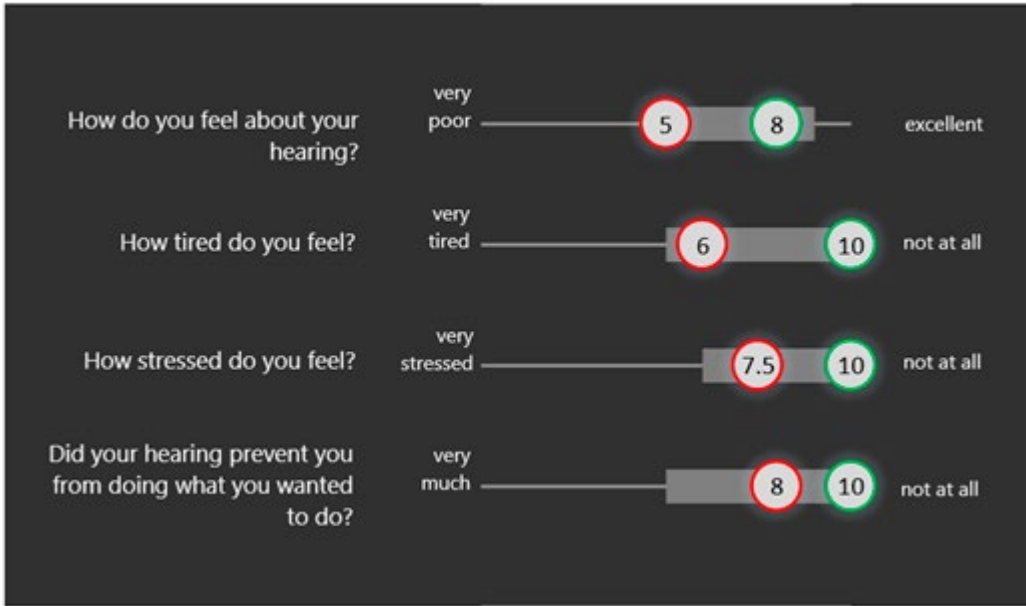 How do you feel about your
hearing?
very
poor
5
8
excellent
How tired do you feel?
very
tired
6
10
not at all
How stressed do you feel?
very
stressed
7.5
10
not at all
Did your hearing prevent you
from doing what you wanted
to do?
very
much
8
10
not at all